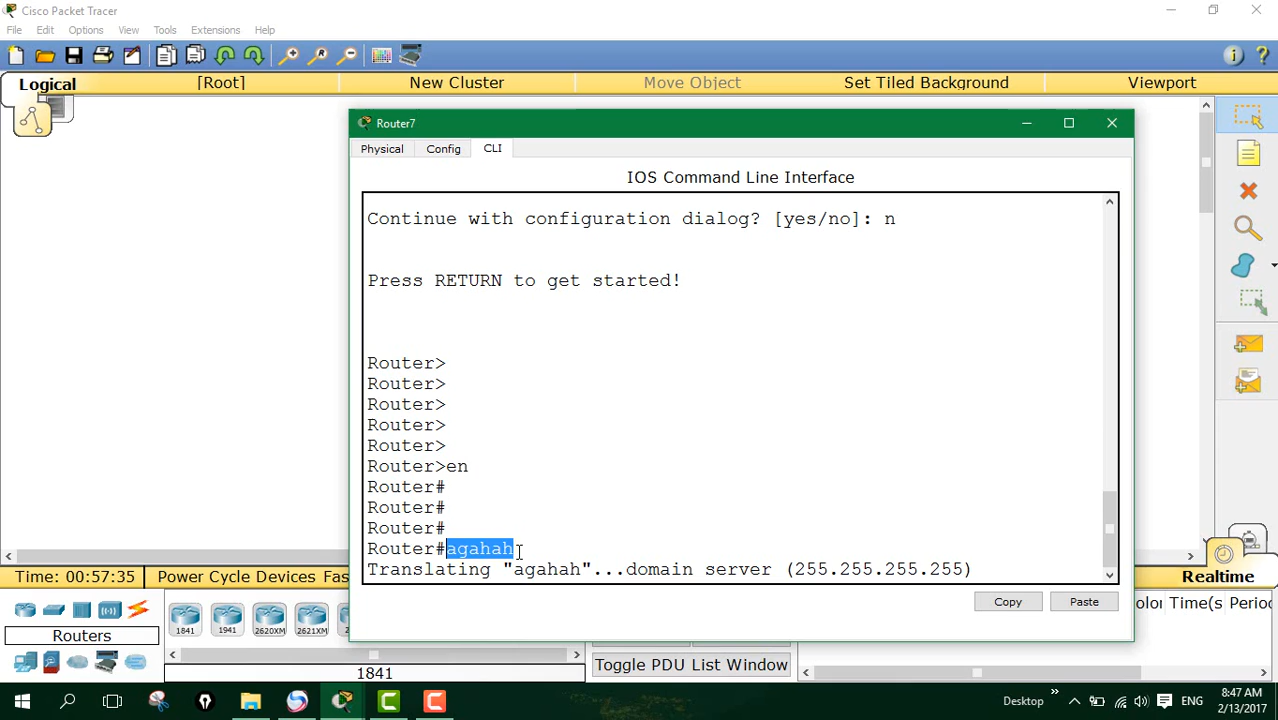 Cisco Packet Tracer
File Edit Options View Tools Extensions Help
Logical [Root] New Cluster Move Object Set Tiled Background Viewport
Router7
Physical Config CLI
IOS Command Line Interface
Continue with configuration dialog? [yes/no]: n
Press RETURN to get started!
Router>
Router>
Router>
Router>
Router>
Router>en
Router#
Router#
Router#
Router#agahah
Translating "agahah"...domain server (255.255.255.255)
Copy Paste
Time: 00:57:35 Power Cycle Devices Realtime
1841 1941 2620XM 2621XM
Time(s
Routers
1841
Toggle PDU List Window
Desktop ENG
8:47 AM
2/13/2017